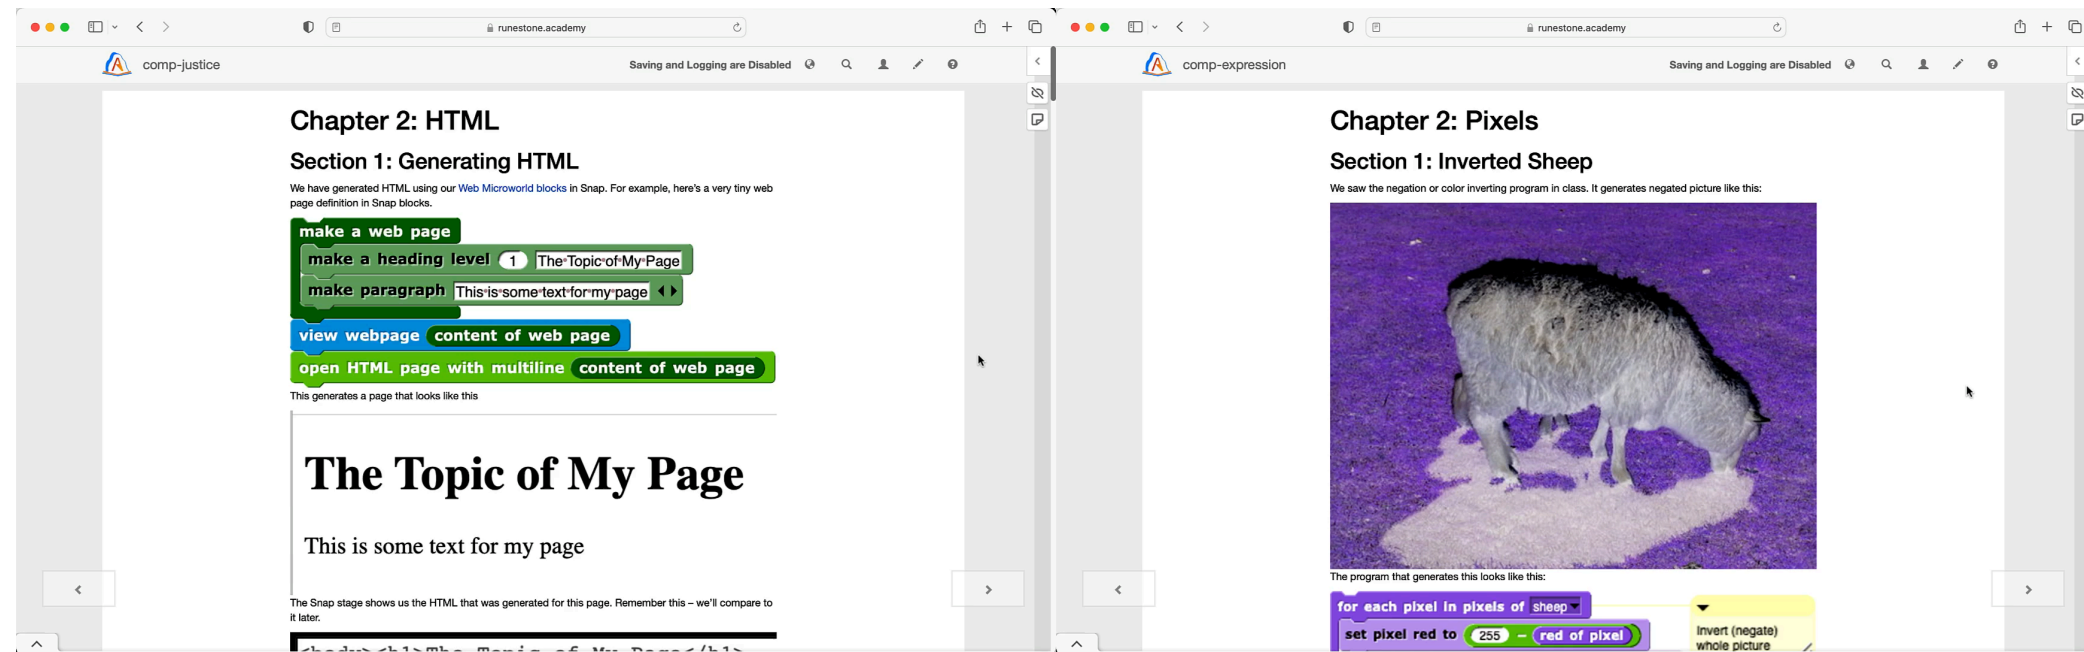 runestone.academy
comp-justice
Saving and Logging are Disabled
Chapter 2: HTML
Section 1: Generating HTML
We have generated HTML using our Web Microworld blocks in Snap. For example, here's a very tiny web
page definition in Snap blocks.
make a web page
make a heading level 1 The Topic of My Page
make paragraph This is some text for my page
view webpage content of web page
open HTML page with multiline content of web page
This generates a page that looks like this
The Topic of My Page
This is some text for my page
The Snap stage shows us the HTML that was generated for this page. Remember this – we'll compare to
it later.
<body><h1>The Topic of My Page</h1>
runestone.academy
comp-expression
Saving and Logging are Disabled
Chapter 2: Pixels
Section 1: Inverted Sheep
We saw the negation or color inverting program in class. It generates negated picture like this:
The program that generates this looks like this:
for each pixel in pixels of sheep
set pixel red to 255 – red of pixel
Invert (negate)
whole picture